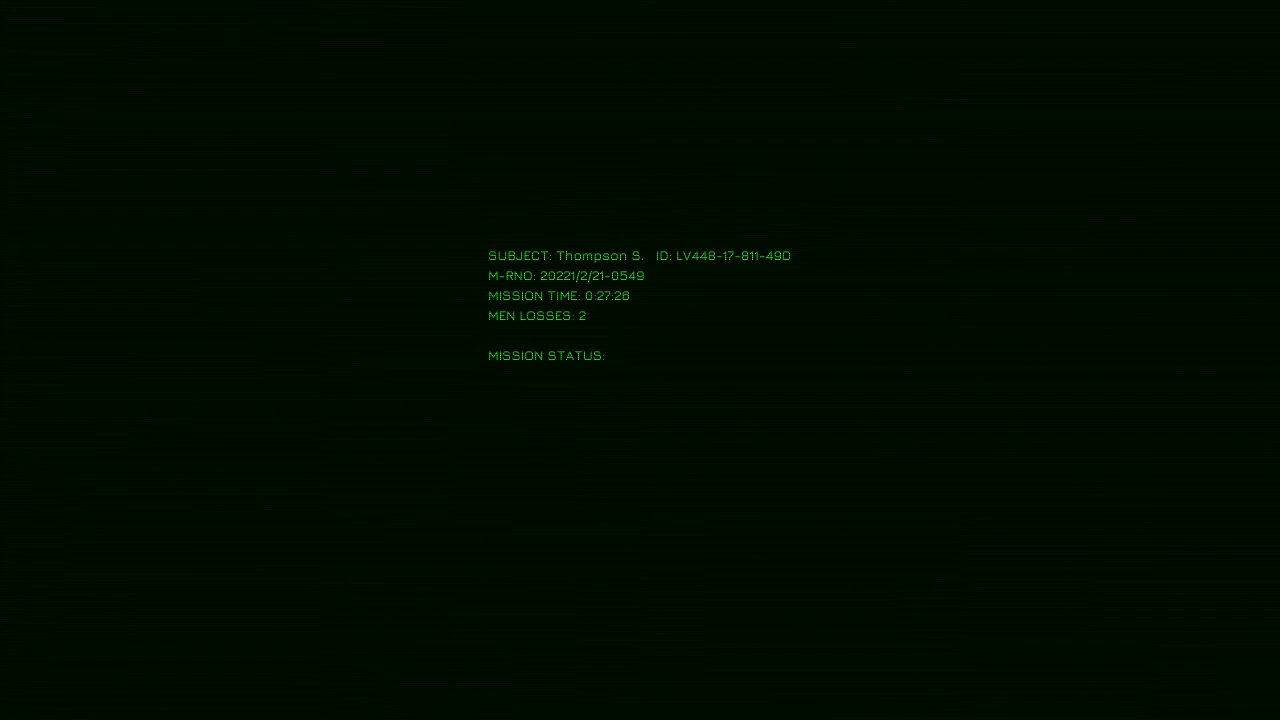 SUBJECT: Thompson S. ID: LV448-17-811-49D
M-RNO: 20221/2/21-0549
MISSION TIME: 0:27:26
MEN LOSSES: 2
MISSION STATUS: